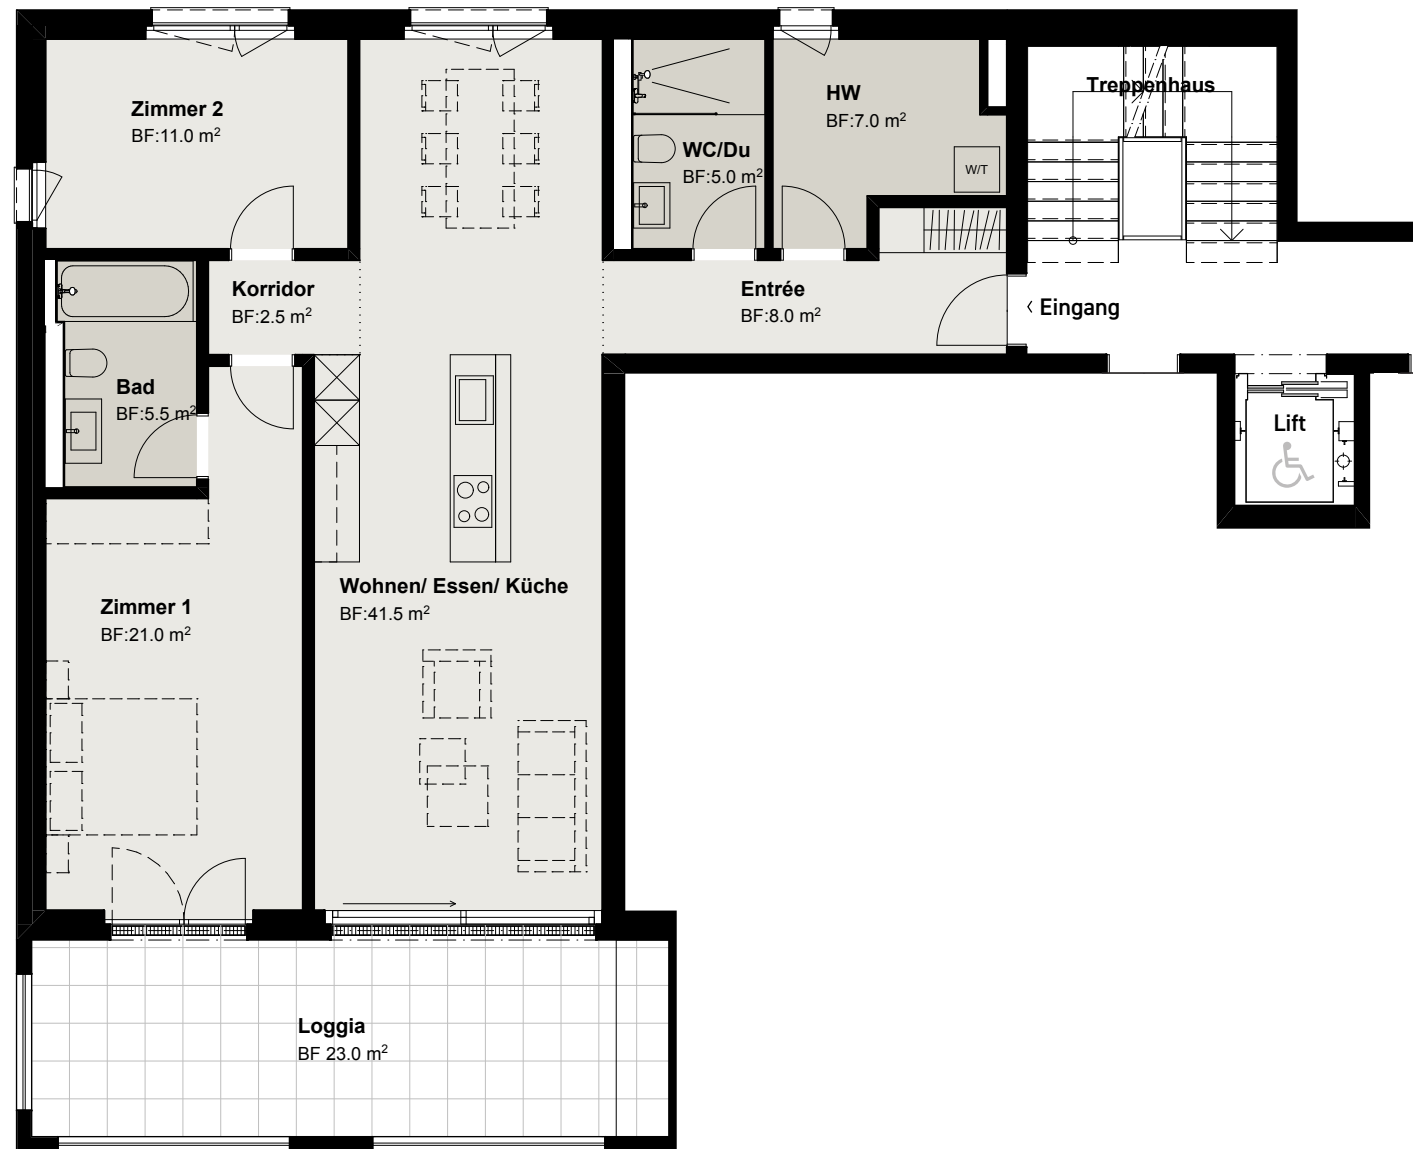 Zimmer 2
BF:11.0 m²
HW
BF:7.0 m²
Treppenhaus
WC/Du
BF:5.0 m²
W/T
Korridor
BF:2.5 m²
Entrée
BF:8.0 m²
‹ Eingang
Bad
BF:5.5 m²
Lift
Wohnen/ Essen/ Küche
BF:41.5 m²
Zimmer 1
BF:21.0 m²
Loggia
BF 23.0 m²